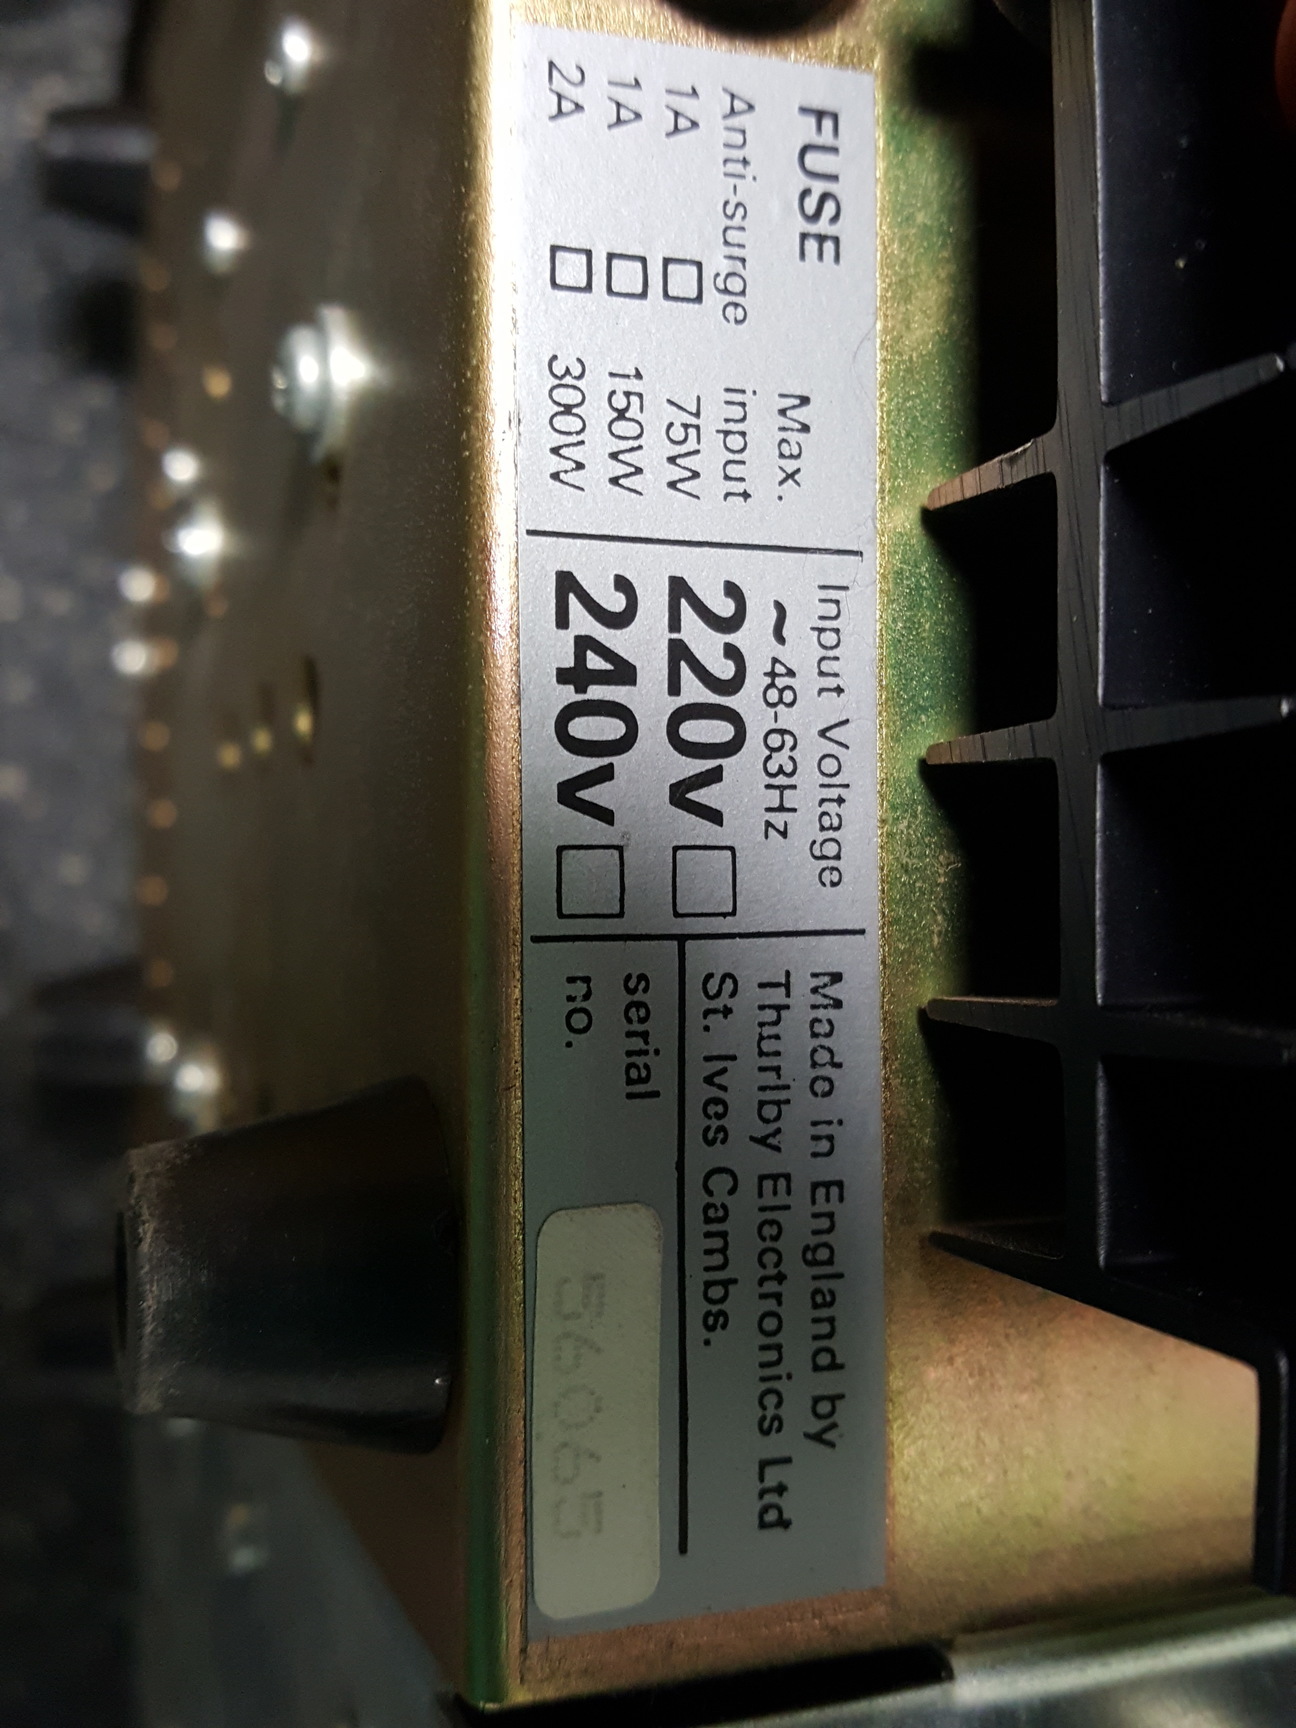 FUSE
Max.
Anti-surge input
1A □ 75W
1A □ 150W
2A □ 300W
Input Voltage
~48-63Hz
220v □
240v □
Made in England by
Thurlby Electronics Ltd
St. Ives Cambs.
serial
no. 56065